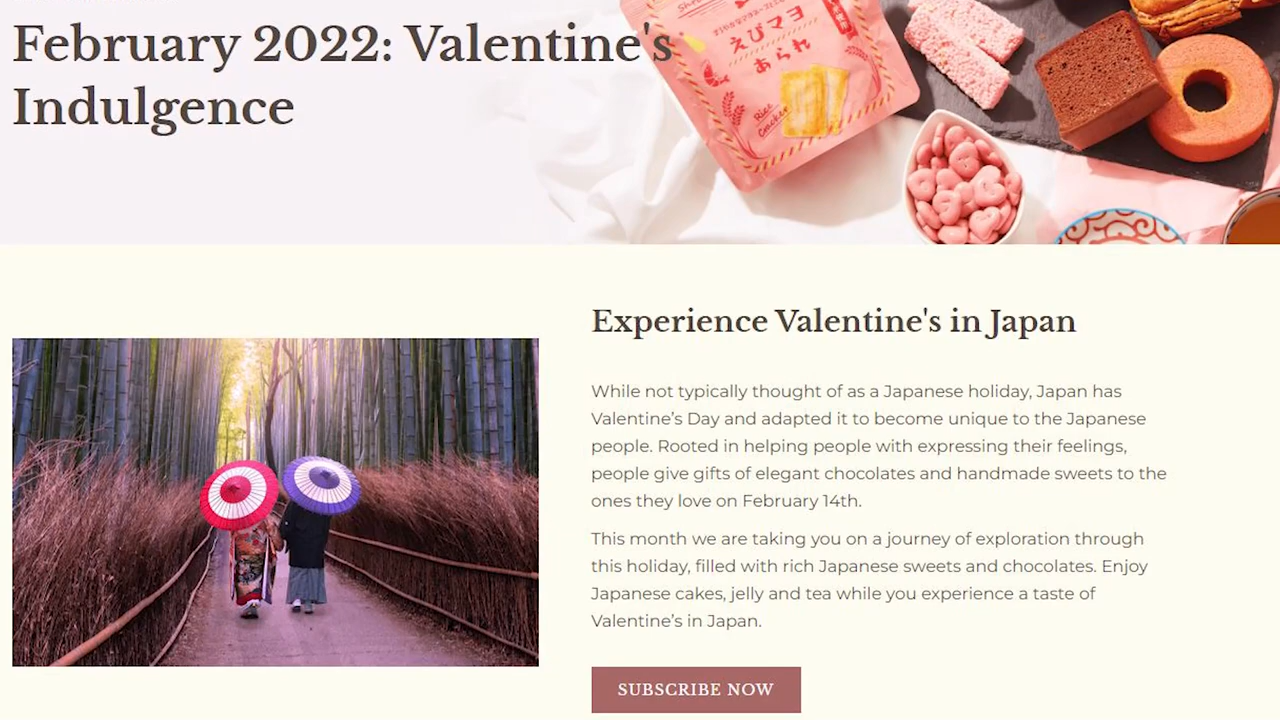 February 2022: Valentine's
Indulgence
えびマヨ
あられ
Rice
Cracker
Experience Valentine's in Japan
While not typically thought of as a Japanese holiday, Japan has
Valentine’s Day and adapted it to become unique to the Japanese
people. Rooted in helping people with expressing their feelings,
people give gifts of elegant chocolates and handmade sweets to the
ones they love on February 14th.
This month we are taking you on a journey of exploration through
this holiday, filled with rich Japanese sweets and chocolates. Enjoy
Japanese cakes, jelly and tea while you experience a taste of
Valentine’s in Japan.
SUBSCRIBE NOW